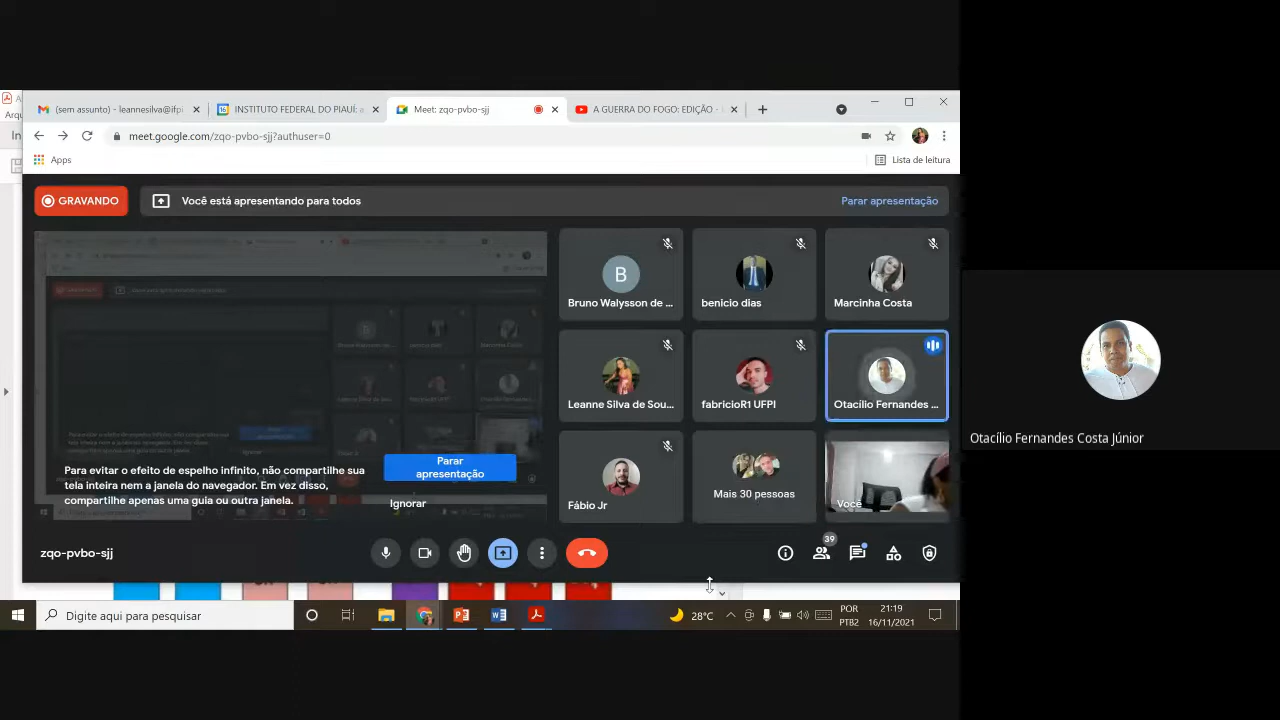 (sem assunto) - leannesilva@ifpi
INSTITUTO FEDERAL DO PIAUÍ: a
Meet: zqo-pvbo-sjj
A GUERRA DO FOGO: EDIÇÃO -
Arqu
In
meet.google.com/zqo-pvbo-sjj?authuser=0
Apps
Lista de leitura
GRAVANDO
Você está apresentando para todos
Parar apresentação
B
Bruno Walysson de ...
benicio dias
Marcinha Costa
Leanne Silva de Sou...
fabricioR1 UFPI
Otacílio Fernandes ...
Otacílio Fernandes Costa Júnior
Para evitar o efeito de espelho infinito, não compartilhe sua
tela inteira nem a janela do navegador. Em vez disso,
compartilhe apenas uma guia ou outra janela.
Parar
apresentação
Ignorar
Fábio Jr
Mais 30 pessoas
Você
zqo-pvbo-sjj
39
Digite aqui para pesquisar
28°C
POR
PTB2
21:19
16/11/2021